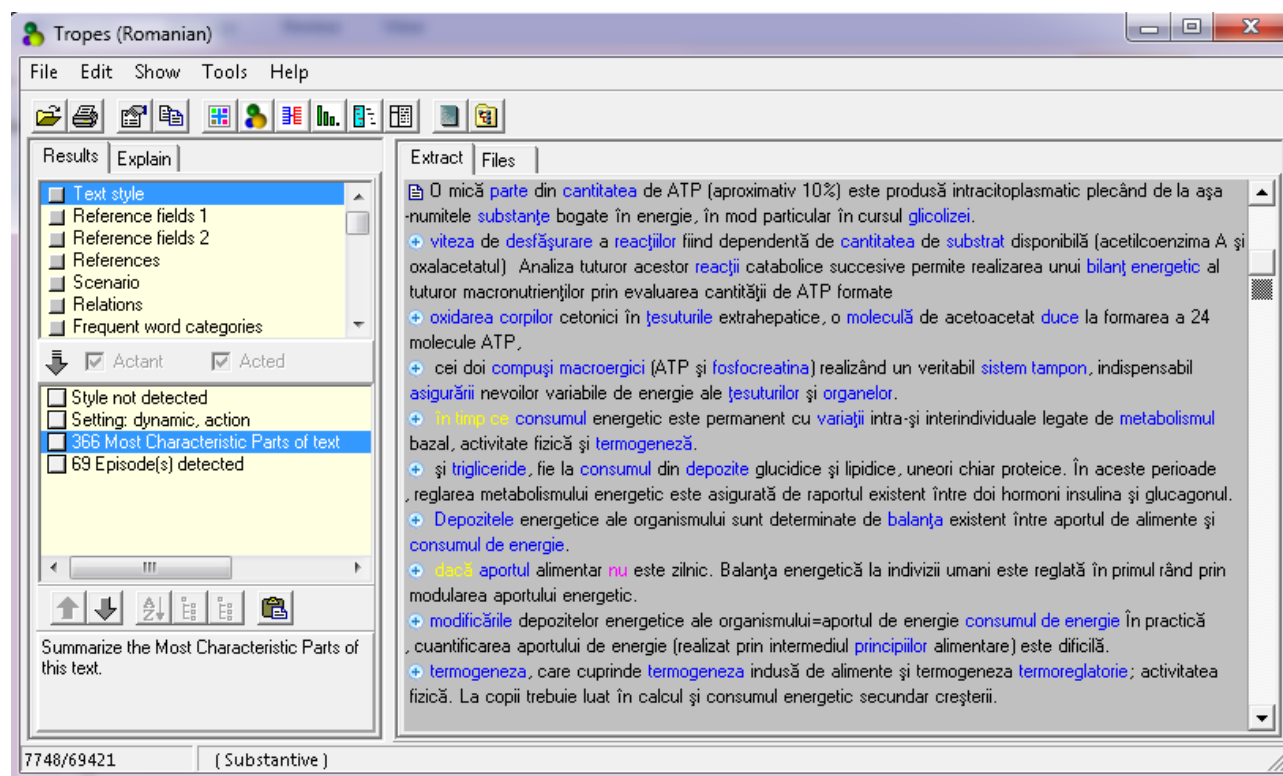 Tropes (Romanian)
File Edit Show Tools Help
Results Explain
Text style
Reference fields 1
Reference fields 2
References
Scenario
Relations
Frequent word categories
Actant Acted
Style not detected
Setting: dynamic, action
366 Most Characteristic Parts of text
69 Episode(s) detected
Summarize the Most Characteristic Parts of
this text.
Extract Files
O mică parte din cantitatea de ATP (aproximativ 10%) este produsă intracitoplasmatic plecând de la aşa
-numitele substanţe bogate în energie, în mod particular în cursul glicolizei.
viteza de desfăşurare a reacţiilor fiind dependentă de cantitatea de substrat disponibilă (acetilcoenzima A şi
oxalacetatul) Analiza tuturor acestor reacţii catabolice succesive permite realizarea unui bilanţ energetic al
tuturor macronutrienţilor prin evaluarea cantităţii de ATP formate
oxidarea corpilor cetonici în ţesuturile extrahepatice, o moleculă de acetoacetat duce la formarea a 24
molecule ATP,
cei doi compuşi macroergici (ATP şi fosfocreatina) realizând un veritabil sistem tampon, indispensabil
asigurării nevoilor variabile de energie ale ţesuturilor şi organelor.
în timp ce consumul energetic este permanent cu variaţii intra-şi interindividuale legate de metabolismul
bazal, activitate fizică şi termogeneză.
şi trigliceride, fie la consumul din depozite glucidice şi lipidice, uneori chiar proteice. În aceste perioade
, reglarea metabolismului energetic este asigurată de raportul existent între doi hormoni insulina şi glucagonul.
Depozitele energetice ale organismului sunt determinate de balanţa existent între aportul de alimente şi
consumul de energie.
dacă aportul alimentar nu este zilnic. Balanţa energetică la indivizii umani este reglată în primul rând prin
modularea aportului energetic.
modificările depozitelor energetice ale organismului=aportul de energie consumul de energie În practică
, cuantificarea aportului de energie (realizat prin intermediul principiilor alimentare) este dificilă.
termogeneza, care cuprinde termogeneza indusă de alimente şi termogeneza termoreglatorie; activitatea
fizică. La copii trebuie luat în calcul şi consumul energetic secundar creşterii.
7748/69421 ( Substantive )